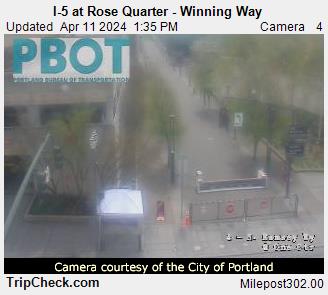 I-5 at Rose Quarter - Winning Way
Updated Apr 11 2024 1:35 PM Camera 4
PBOT
PORTLAND BUREAU OF TRANSPORTATION
Camera courtesy of the City of Portland
TripCheck.com Milepost302.00